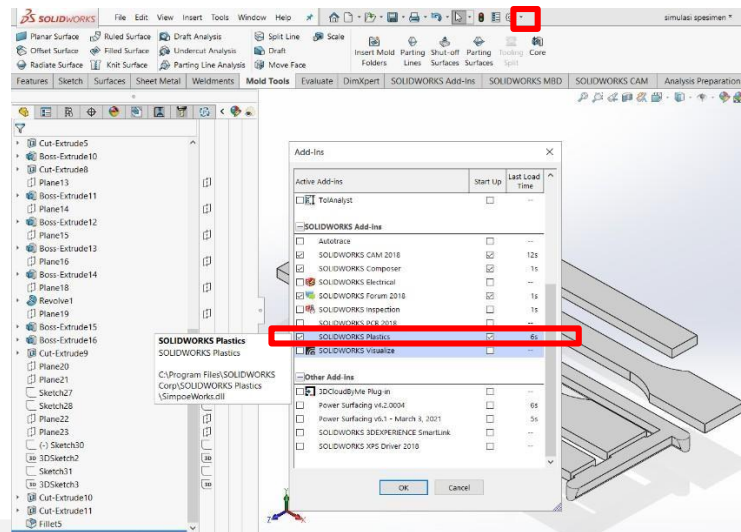 SOLIDWORKS File Edit View Insert Tools Window Help
simulasi spesimen *
Planar Surface Ruled Surface Draft Analysis Split Line Scale
Offset Surface Filled Surface Undercut Analysis Draft
Radiate Surface Knit Surface Parting Line Analysis Move Face
Insert Mold Folders
Parting Lines
Shut-off Surfaces
Parting Surfaces
Tooling Split
Core
Features Sketch Surfaces Sheet Metal Weldments Mold Tools Evaluate DimXpert SOLIDWORKS Add-Ins SOLIDWORKS MBD SOLIDWORKS CAM Analysis Preparation
Cut-Extrude5
Boss-Extrude10
Cut-Extrude8
Plane13
Boss-Extrude11
Plane14
Boss-Extrude12
Plane15
Boss-Extrude13
Plane16
Boss-Extrude14
Plane18
Revolve1
Plane19
Boss-Extrude15
Boss-Extrude16
Cut-Extrude9
Plane20
Plane21
Sketch27
Sketch28
Plane22
Plane23
(-) Sketch30
3D 3DSketch2 3D
Sketch31
3D 3DSketch3 3D
Cut-Extrude10
Cut-Extrude11
Fillet5
SOLIDWORKS Plastics
SOLIDWORKS Plastics
C:\Program Files\SOLIDWORKS
Corp\SOLIDWORKS Plastics
\SimpoeWorks.dll
Add-Ins
Active Add-ins Start Up Last Load Time
TolAnalyst --
SOLIDWORKS Add-Ins
Autotrace --
SOLIDWORKS CAM 2018 12s
SOLIDWORKS Composer 1s
SOLIDWORKS Electrical --
SOLIDWORKS Forum 2018 1s
SOLIDWORKS Inspection 1s
SOLIDWORKS PCB 2018 --
SOLIDWORKS Plastics 6s
SOLIDWORKS Visualize --
Other Add-Ins
3DCloudByMe Plug-in --
Power Surfacing v4.2.0004 6s
Power Surfacing v6.1 - March 3, 2021 5s
SOLIDWORKS 3DEXPERIENCE SmartLink --
SOLIDWORKS XPS Driver 2018 --
OK Cancel
Y
Z X